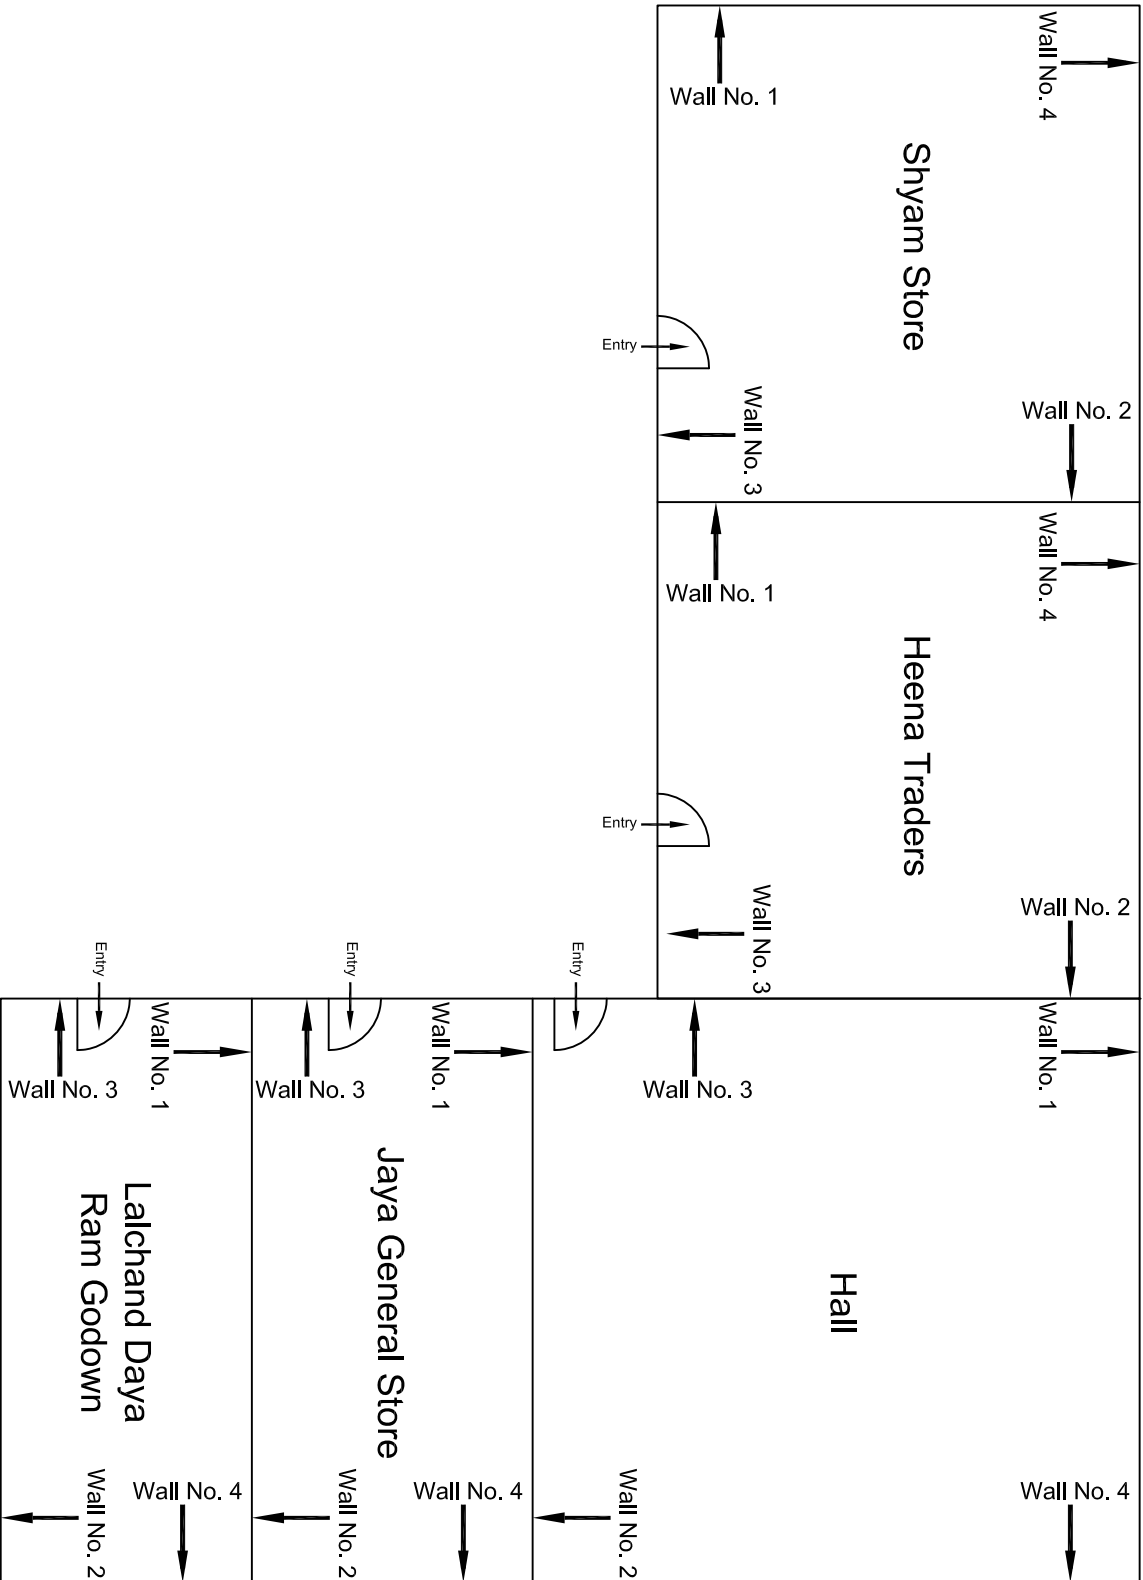 Wall No. 4
Wall No. 1
Shyam Store
Entry
Wall No. 3
Wall No. 2
Wall No. 4
Wall No. 1
Heena Traders
Entry
Wall No. 3
Wall No. 2
Entry
Entry
Entry
Wall No. 1
Wall No. 3
Wall No. 1
Wall No. 3
Wall No. 3
Wall No. 1
Lalchand Daya
Ram Godown
Jaya General Store
Hall
Wall No. 2
Wall No. 4
Wall No. 2
Wall No. 4
Wall No. 2
Wall No. 4